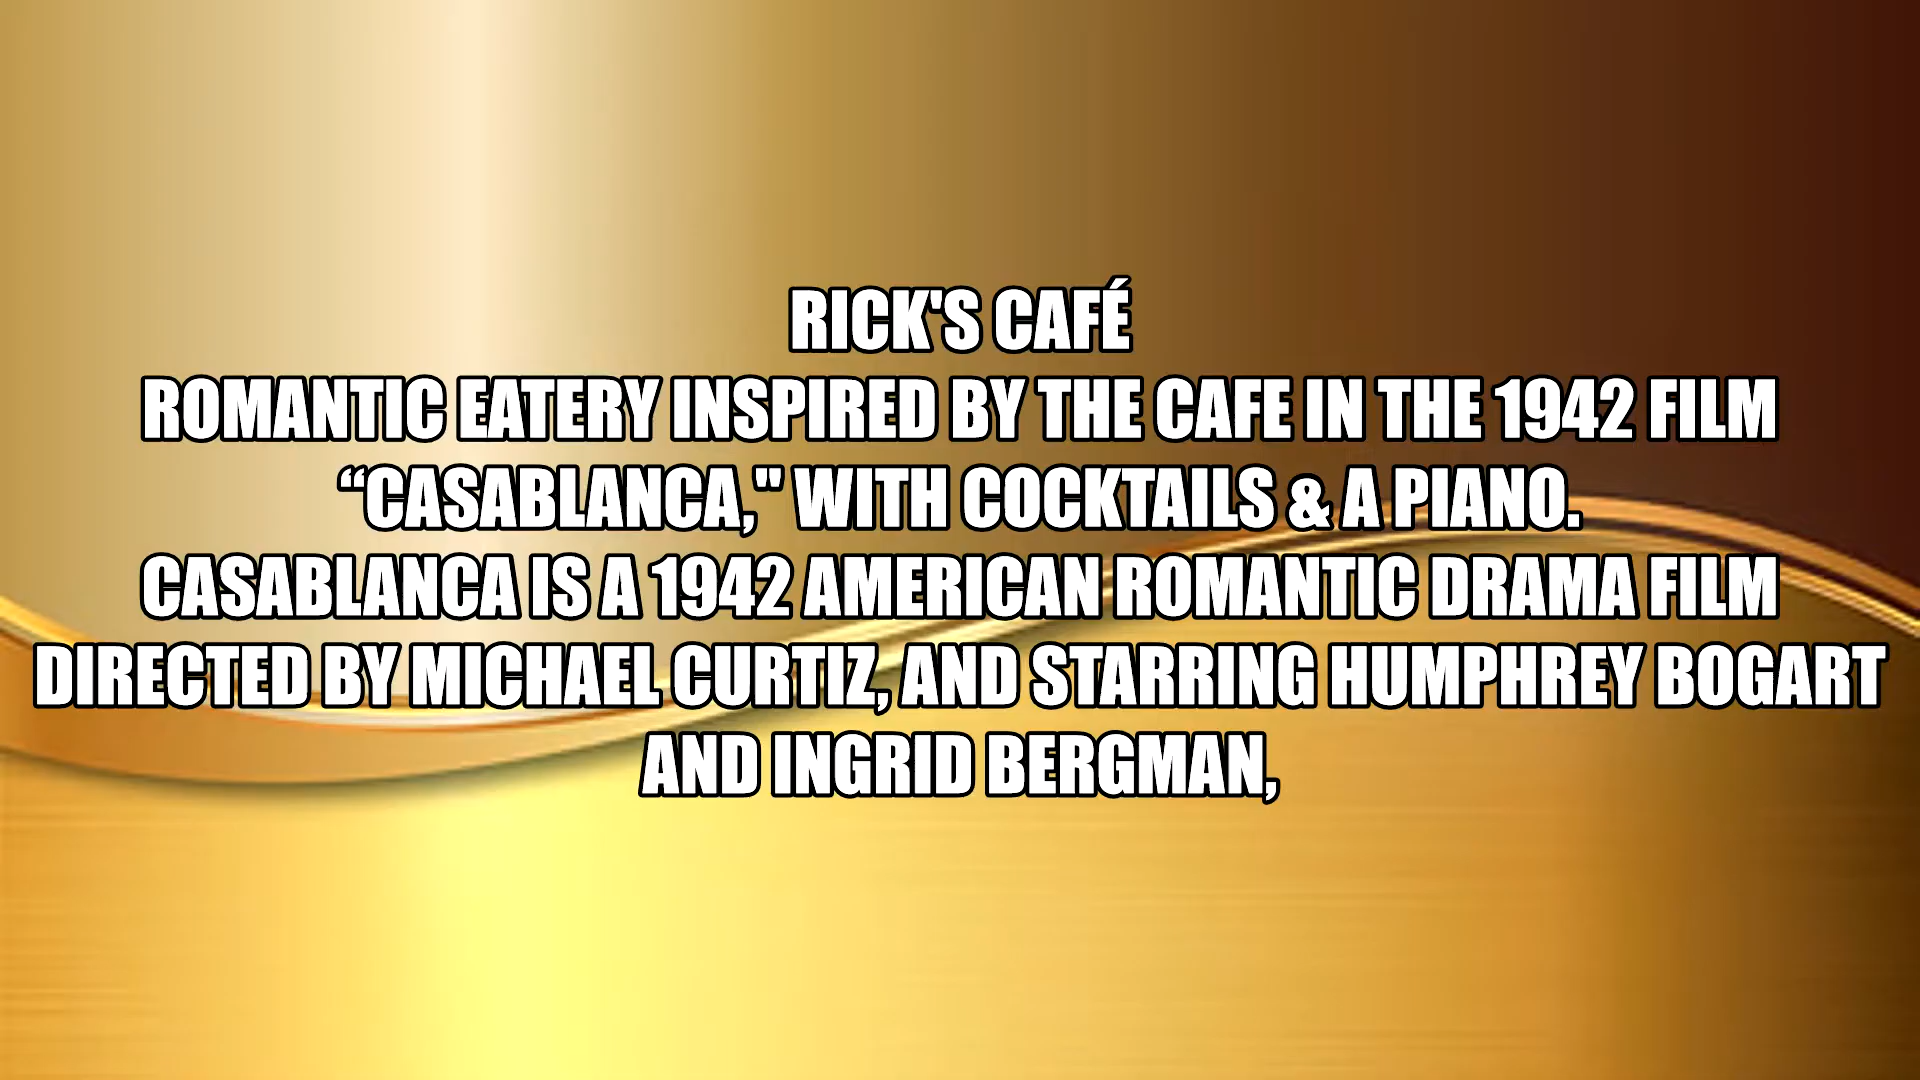 RICK'S CAFÉ
ROMANTIC EATERY INSPIRED BY THE CAFE IN THE 1942 FILM
“CASABLANCA," WITH COCKTAILS & A PIANO.
CASABLANCA IS A 1942 AMERICAN ROMANTIC DRAMA FILM
DIRECTED BY MICHAEL CURTIZ, AND STARRING HUMPHREY BOGART
AND INGRID BERGMAN,